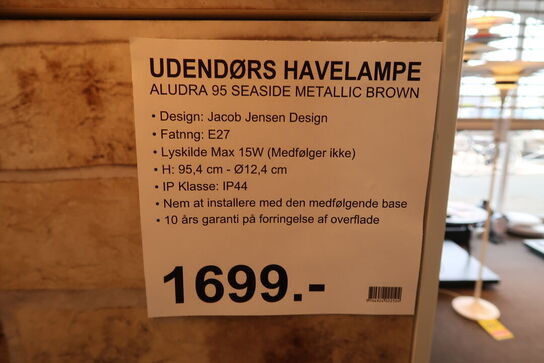 UDENDØRS HAVELAMPE
ALUDRA 95 SEASIDE METALLIC BROWN
• Design: Jacob Jensen Design
• Fatnng: E27
• Lyskilde Max 15W (Medfølger ikke)
• H: 95,4 cm - Ø12,4 cm
• IP Klasse: IP44
• Nem at installere med den medfølgende base
• 10 års garanti på forringelse af overflade
1699.-